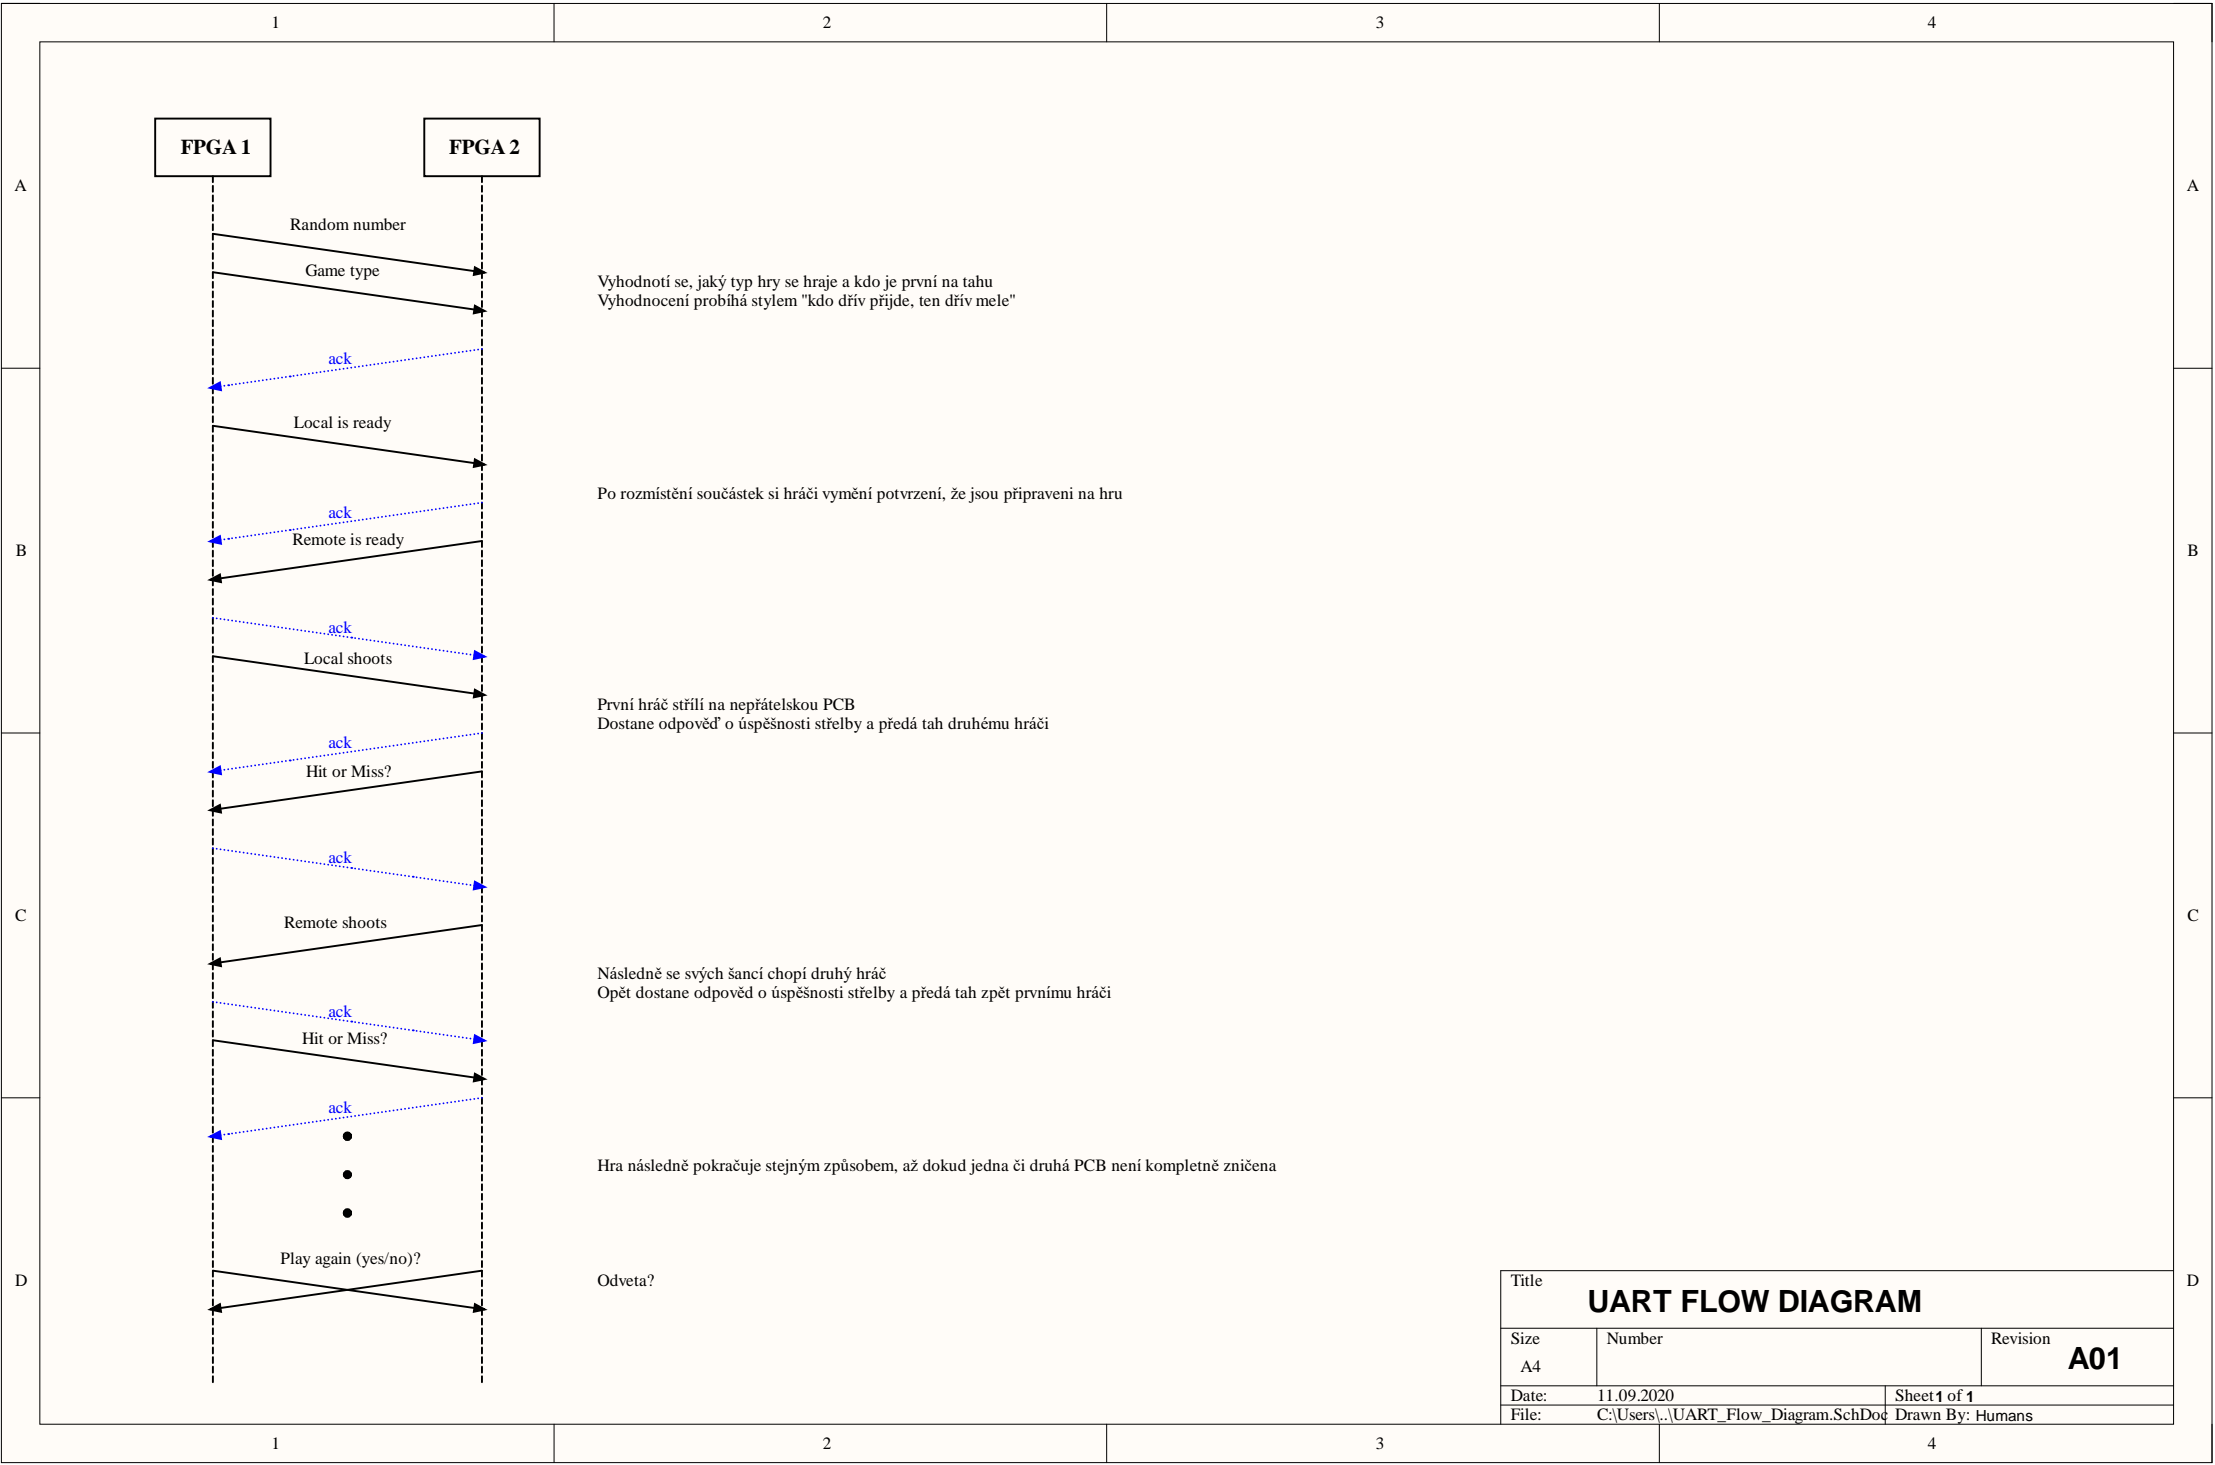 1 2 3 4
A A
B B
C C
D D
FPGA 1
FPGA 2
Random number
Game type
Vyhodnotí se, jaký typ hry se hraje a kdo je první na tahu
Vyhodnocení probíhá stylem "kdo dřív přijde, ten dřív mele"
ack
Local is ready
Po rozmístění součástek si hráči vymění potvrzení, že jsou připraveni na hru
ack
Remote is ready
ack
Local shoots
První hráč střílí na nepřátelskou PCB
Dostane odpověď o úspěšnosti střelby a předá tah druhému hráči
ack
Hit or Miss?
ack
Remote shoots
Následně se svých šancí chopí druhý hráč
Opět dostane odpovéd o úspěšnosti střelby a předá tah zpět prvnímu hráči
ack
Hit or Miss?
ack
Hra následně pokračuje stejným způsobem, až dokud jedna či druhá PCB není kompletně zničena
Play again (yes/no)?
Odveta?
Title
UART FLOW DIAGRAM
Size
A4
Number
Revision
A01
Date: 11.09.2020
Sheet 1 of 1
File: C:\Users\..\UART_Flow_Diagram.SchDoc
Drawn By: Humans
1 2 3 4